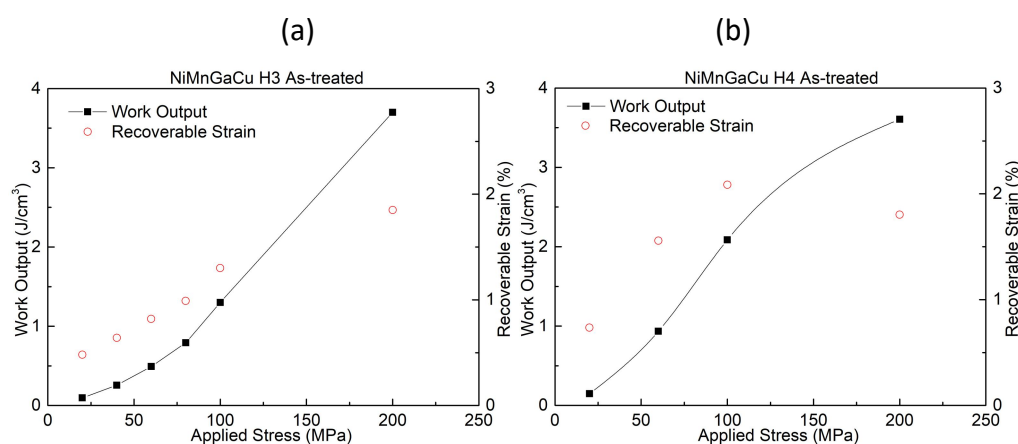 (a)
NiMnGaCu H3 As-treated
Work Output
Recoverable Strain
Work Output (J/cm³)
4
3
2
1
0
Recoverable Strain (%)
3
2
1
0
0 50 100 150 200 250
Applied Stress (MPa)
(b)
NiMnGaCu H4 As-treated
Work Output
Recoverable Strain
Work Output (J/cm³)
4
3
2
1
0
Recoverable Strain (%)
3
2
1
0
0 50 100 150 200 250
Applied Stress (MPa)